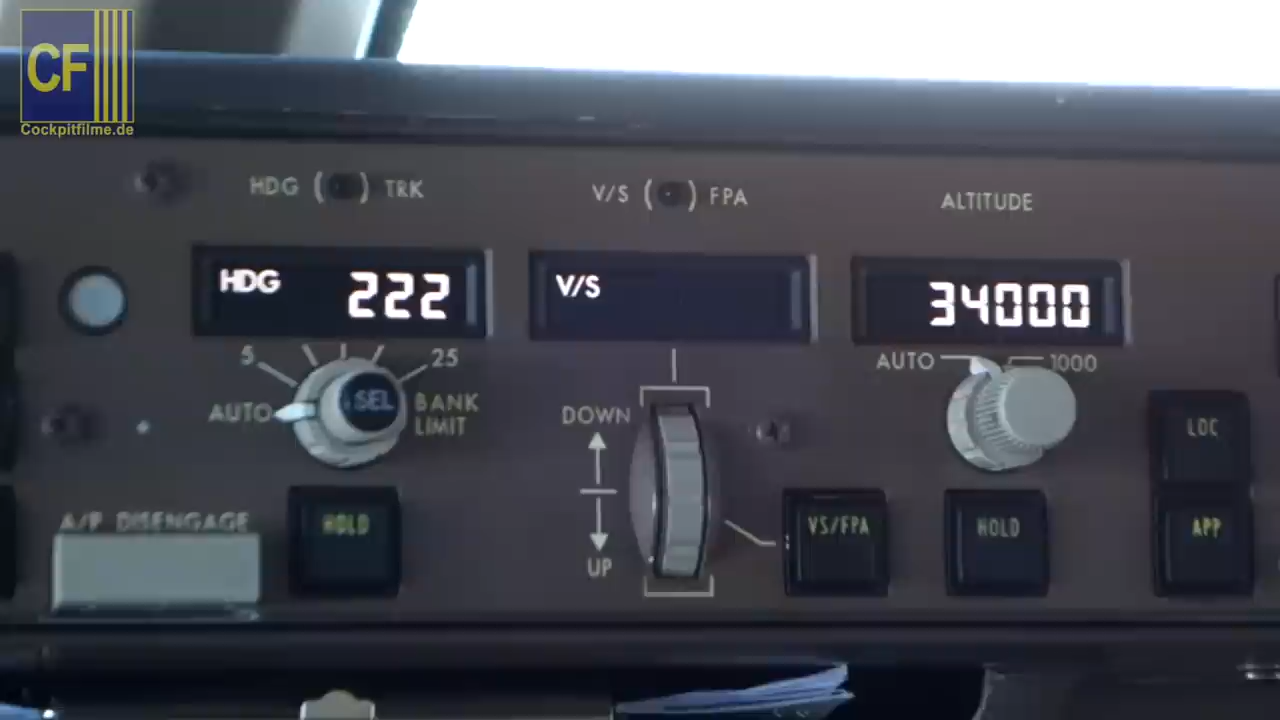 CF
Cockpitfilme.de
HDG ( ) TRK
V/S ( ) FPA
ALTITUDE
HDG 222
V/S
34000
5
25
AUTO
SEL
BANK
LIMIT
AUTO
1000
DOWN
UP
A/P DISENGAGE
HOLD
VS/FPA
HOLD
LOC
APP